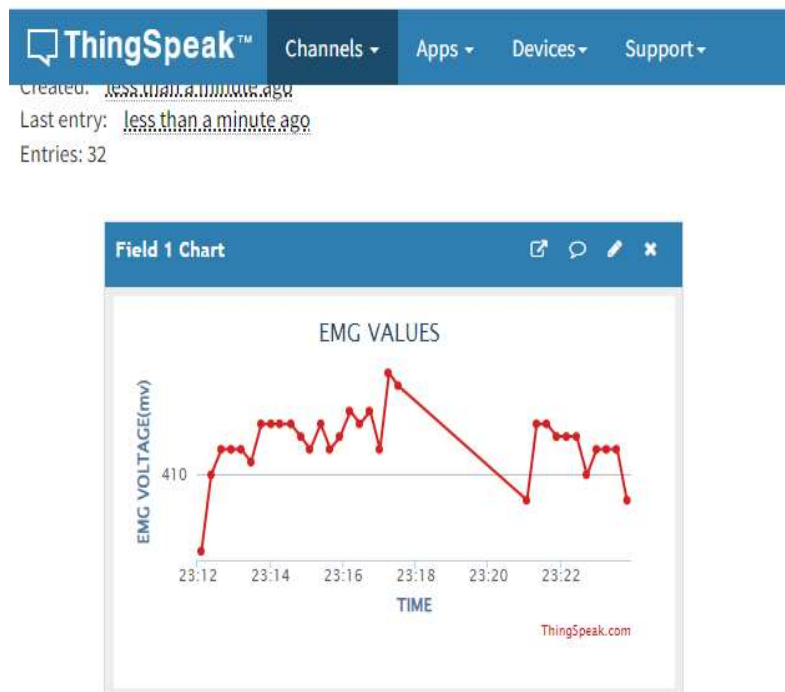 ThingSpeak™ Channels Apps Devices Support
Created: less than a minute ago
Last entry: less than a minute ago
Entries: 32
Field 1 Chart
EMG VALUES
EMG VOLTAGE(mv)
410
23:12 23:14 23:16 23:18 23:20 23:22
TIME
ThingSpeak.com